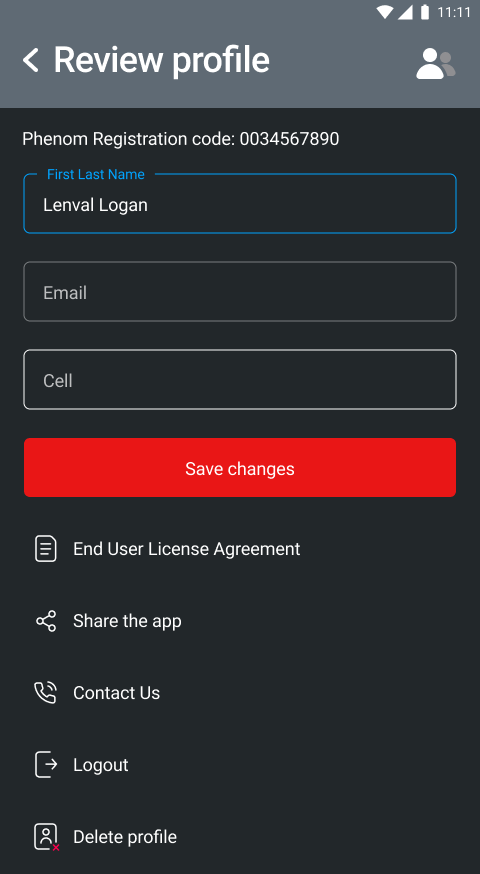 11:11
Review profile
Phenom Registration code: 0034567890
First Last Name
Lenval Logan
Email
Cell
Save changes
End User License Agreement
Share the app
Contact Us
Logout
Delete profile